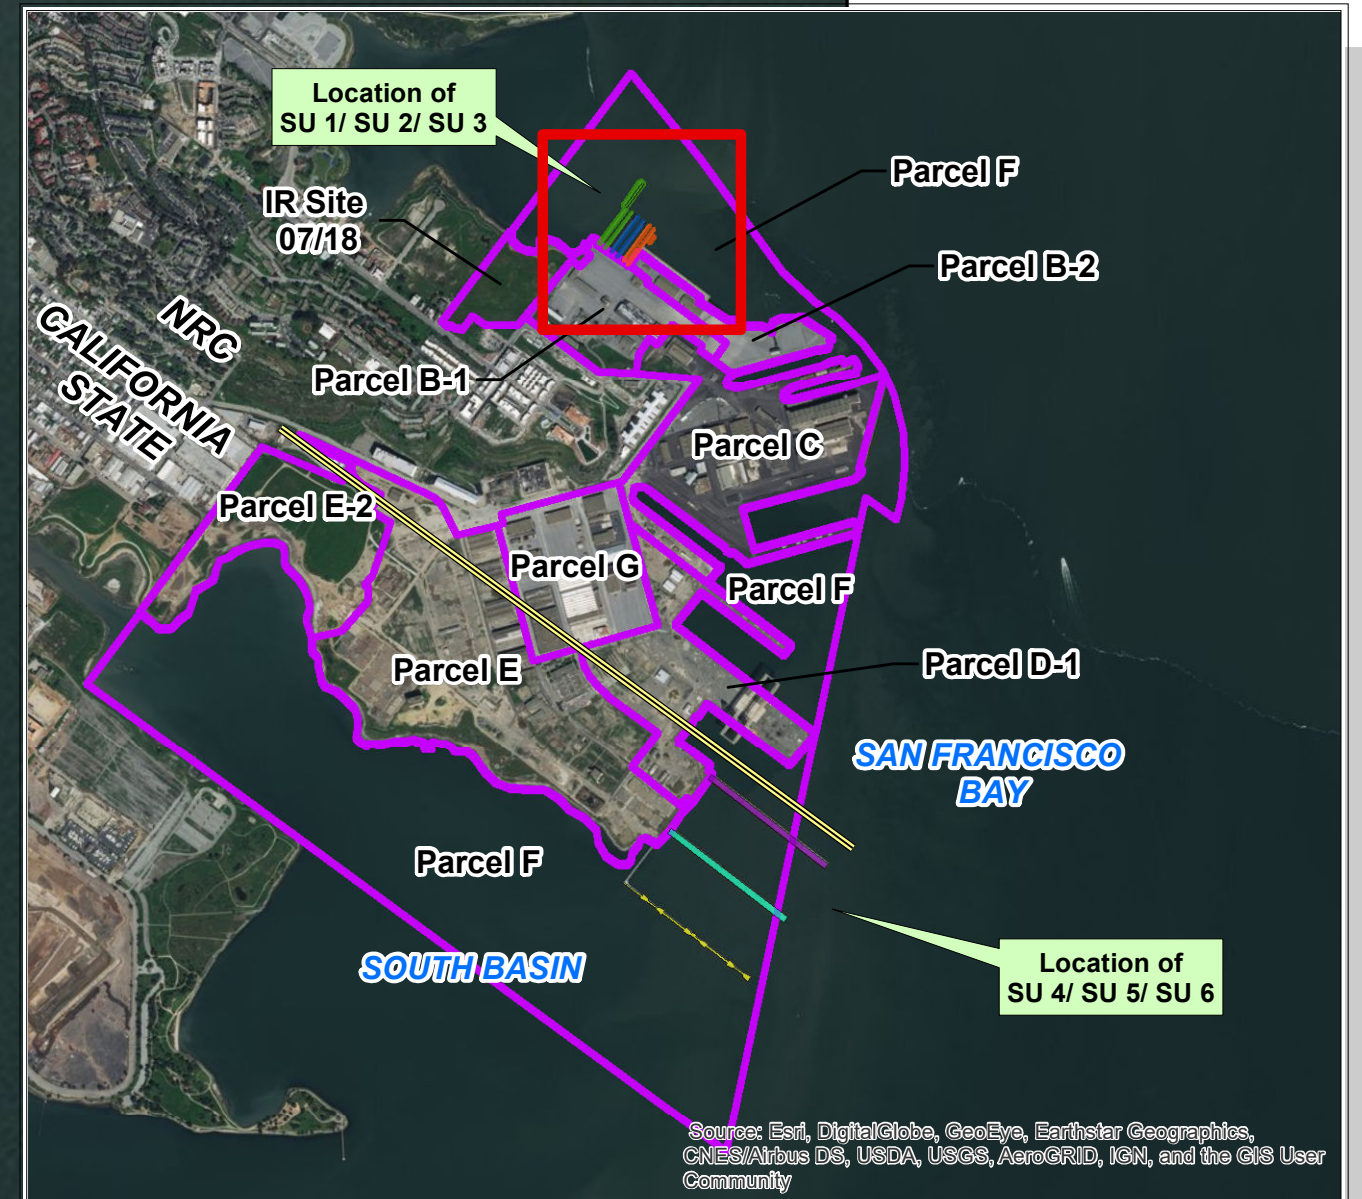 Location of
SU 1/ SU 2/ SU 3
Parcel F
IR Site
07/18
Parcel B-2
NRC
CALIFORNIA
STATE
Parcel B-1
Parcel C
Parcel E-2
Parcel G
Parcel F
Parcel E
Parcel D-1
SAN FRANCISCO
BAY
Parcel F
SOUTH BASIN
Location of
SU 4/ SU 5/ SU 6
Source: Esri, DigitalGlobe, GeoEye, Earthstar Geographics,
CNES/Airbus DS, USDA, USGS, AeroGRID, IGN, and the GIS User
Community